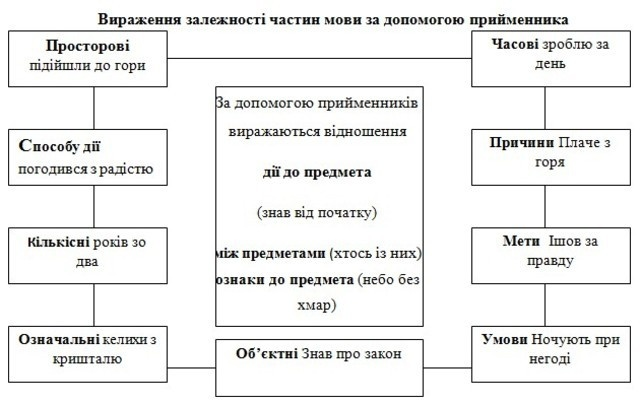 Вираження залежності частин мови за допомогою прийменника
Просторові
підійшли до гори
Часові зроблю за
день
За допомогою прийменників
виражаються відношення
дії до предмета
(знав від початку)
між предметами (хтось із них)
ознаки до предмета (небо без
хмар)
Способу дії
погодився з радістю
Причини Плаче з
горя
Кількісні років зо
два
Мети Ішов за
правду
Означальні келихи з
кришталю
Об’єктні Знав про закон
Умови Ночують при
негоді